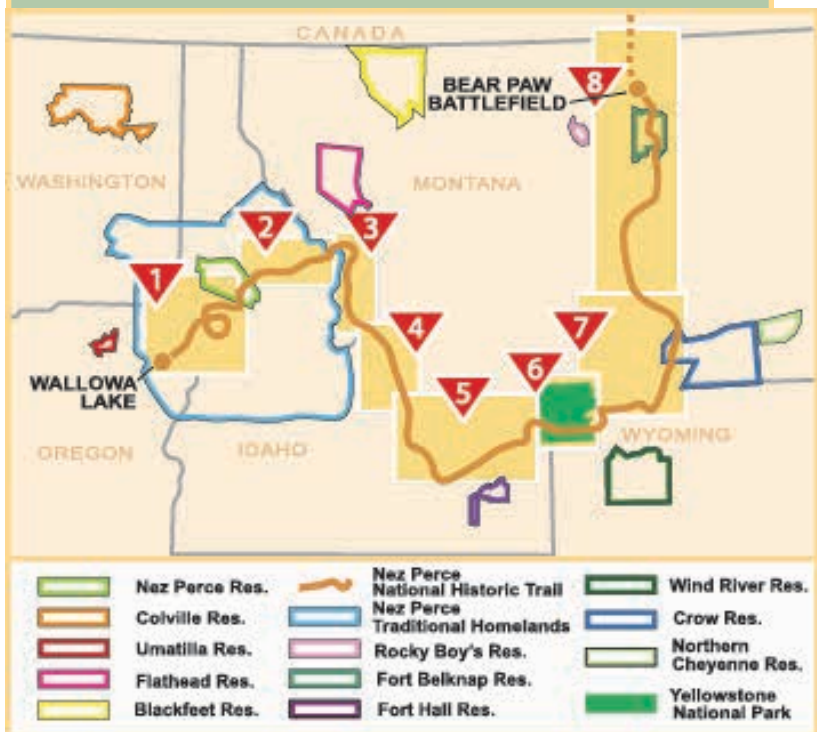 CANADA
BEAR PAW
BATTLEFIELD
8
WASHINGTON
MONTANA
2
3
1
4
7
6
5
WALLOWA
LAKE
OREGON
IDAHO
WYOMING
Nez Perce Res.
Colville Res.
Umatilla Res.
Flathead Res.
Blackfeet Res.
Nez Perce
National Historic Trail
Nez Perce
Traditional Homelands
Rocky Boy's Res.
Fort Belknap Res.
Fort Hall Res.
Wind River Res.
Crow Res.
Northern
Cheyenne Res.
Yellowstone
National Park